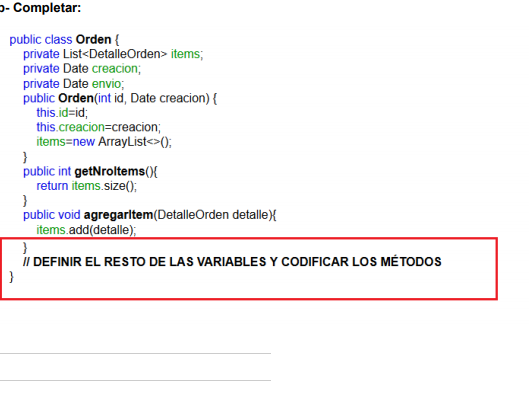 b- Completar:
public class Orden {
private List<DetalleOrden> items;
private Date creacion;
private Date envio;
public Orden(int id, Date creacion) {
this.id=id;
this.creacion=creacion;
items=new ArrayList<>();
}
public int getNroItems(){
return items.size();
}
public void agregarItem(DetalleOrden detalle){
items.add(detalle);
}
// DEFINIR EL RESTO DE LAS VARIABLES Y CODIFICAR LOS MÉTODOS
}